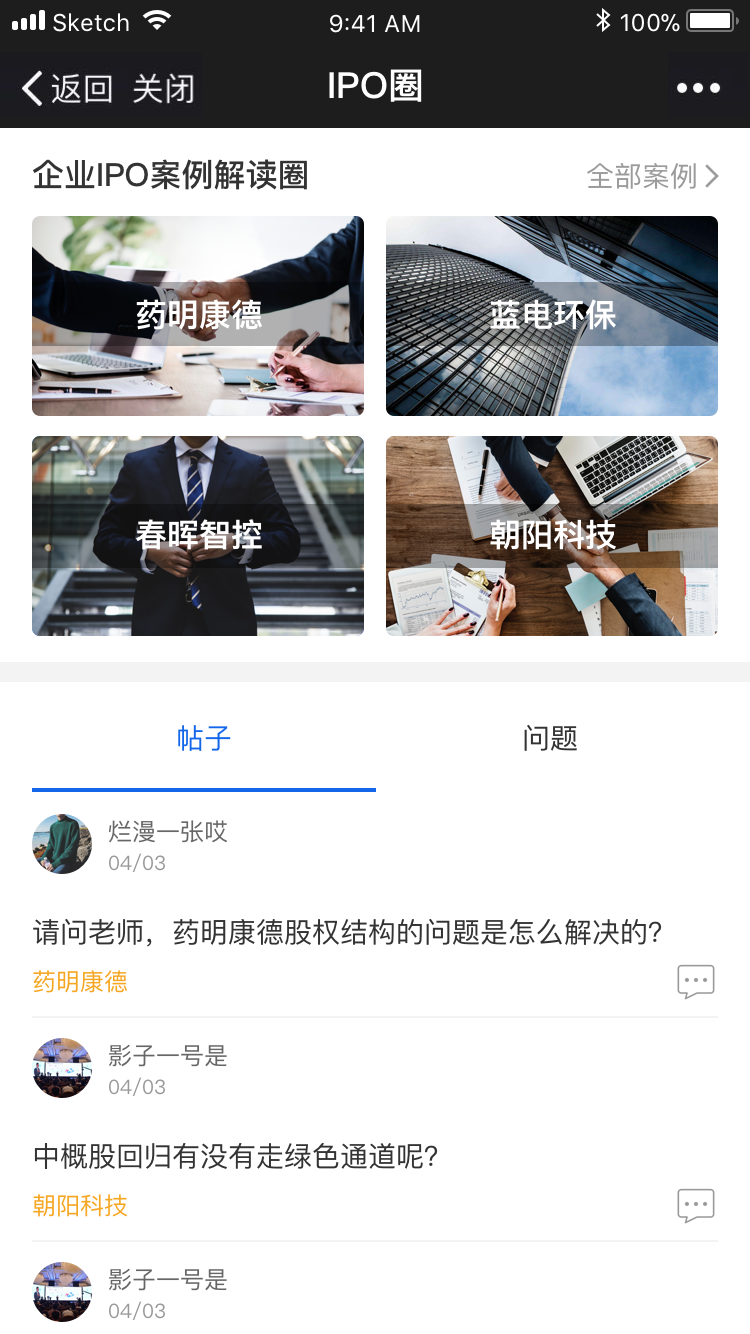 Sketch 9:41 AM 100%
返回 关闭 IPO圈
企业IPO案例解读圈 全部案例
药明康德 蓝电环保
春晖智控 朝阳科技
帖子 问题
烂漫一张哎
04/03
请问老师，药明康德股权结构的问题是怎么解决的?
药明康德
影子一号是
04/03
中概股回归有没有走绿色通道呢?
朝阳科技
影子一号是
04/03